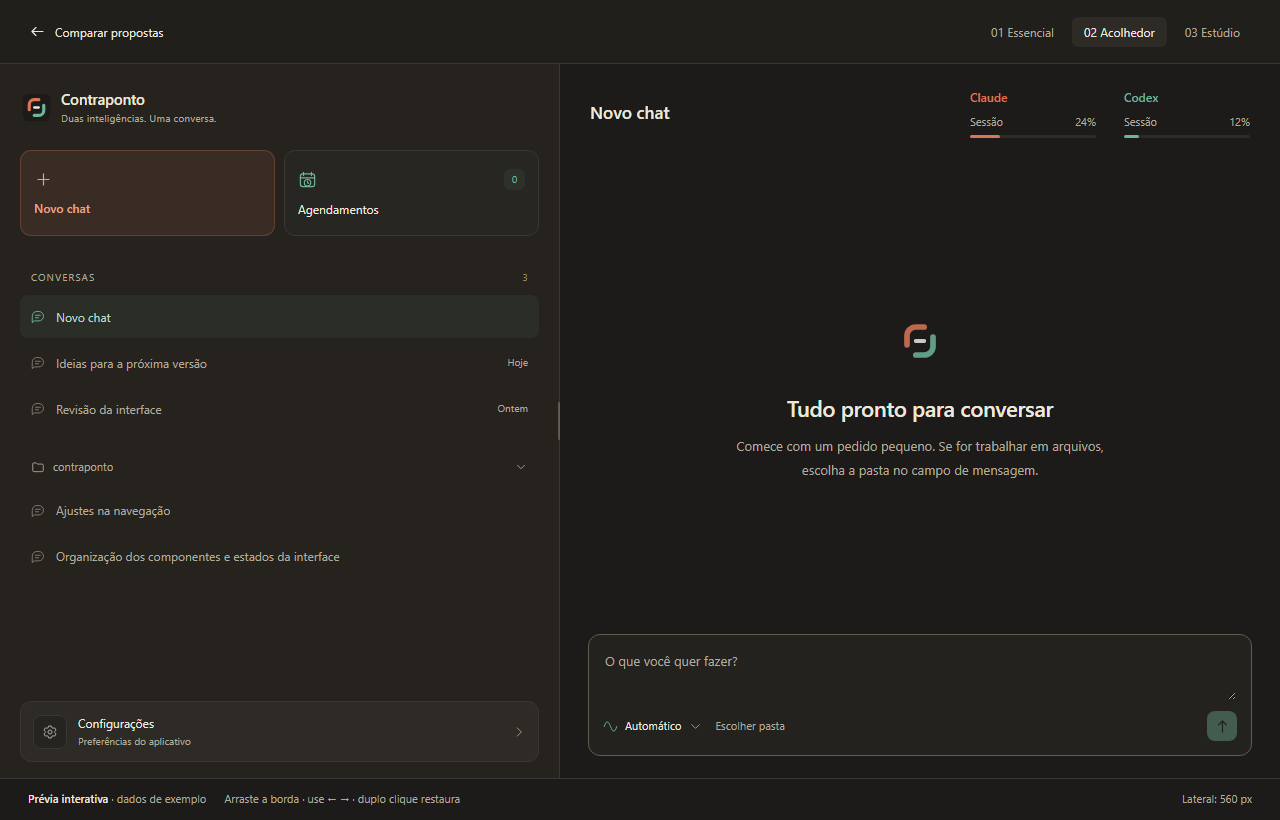 ← Comparar propostas
01 Essencial
02 Acolhedor
03 Estúdio
Contraponto
Duas inteligências. Uma conversa.
Novo chat
0
Agendamentos
CONVERSAS
3
Novo chat
Ideias para a próxima versão
Hoje
Revisão da interface
Ontem
contraponto
Ajustes na navegação
Organização dos componentes e estados da interface
Configurações
Preferências do aplicativo
Novo chat
Claude
Sessão
24%
Codex
Sessão
12%
Tudo pronto para conversar
Comece com um pedido pequeno. Se for trabalhar em arquivos,
escolha a pasta no campo de mensagem.
O que você quer fazer?
Automático
Escolher pasta
Prévia interativa · dados de exemplo
Arraste a borda · use ← → · duplo clique restaura
Lateral: 560 px